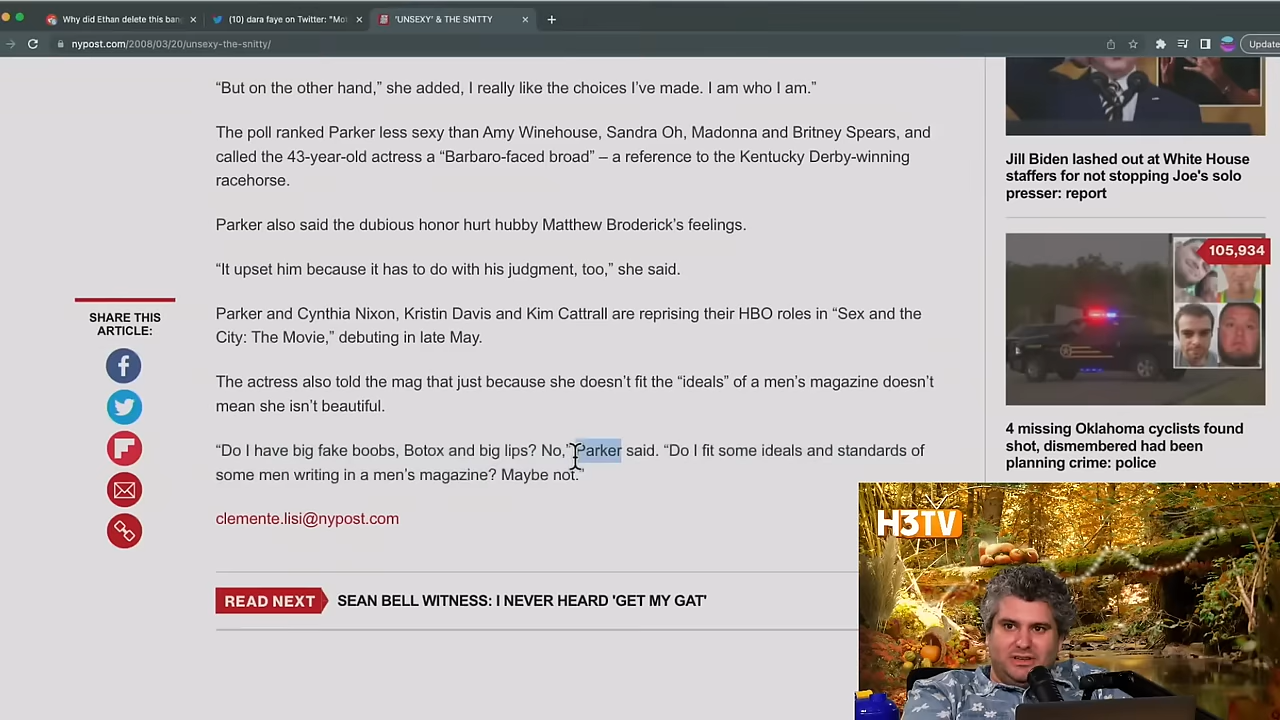 Why did Ethan delete this ban
(10) dara faye on Twitter: "Mo
'UNSEXY' & THE SNITTY
nypost.com/2008/03/20/unsexy-the-snitty/
Update
“But on the other hand,” she added, I really like the choices I’ve made. I am who I am.”
The poll ranked Parker less sexy than Amy Winehouse, Sandra Oh, Madonna and Britney Spears, and
called the 43-year-old actress a “Barbaro-faced broad” – a reference to the Kentucky Derby-winning
racehorse.
Parker also said the dubious honor hurt hubby Matthew Broderick’s feelings.
“It upset him because it has to do with his judgment, too,” she said.
Parker and Cynthia Nixon, Kristin Davis and Kim Cattrall are reprising their HBO roles in “Sex and the
City: The Movie,” debuting in late May.
The actress also told the mag that just because she doesn’t fit the “ideals” of a men’s magazine doesn’t
mean she isn’t beautiful.
“Do I have big fake boobs, Botox and big lips? No,” Parker said. “Do I fit some ideals and standards of
some men writing in a men’s magazine? Maybe not.”
clemente.lisi@nypost.com
SHARE THIS
ARTICLE:
READ NEXT
SEAN BELL WITNESS: I NEVER HEARD 'GET MY GAT'
Jill Biden lashed out at White House
staffers for not stopping Joe's solo
presser: report
105,934
4 missing Oklahoma cyclists found
shot, dismembered had been
planning crime: police
H3TV